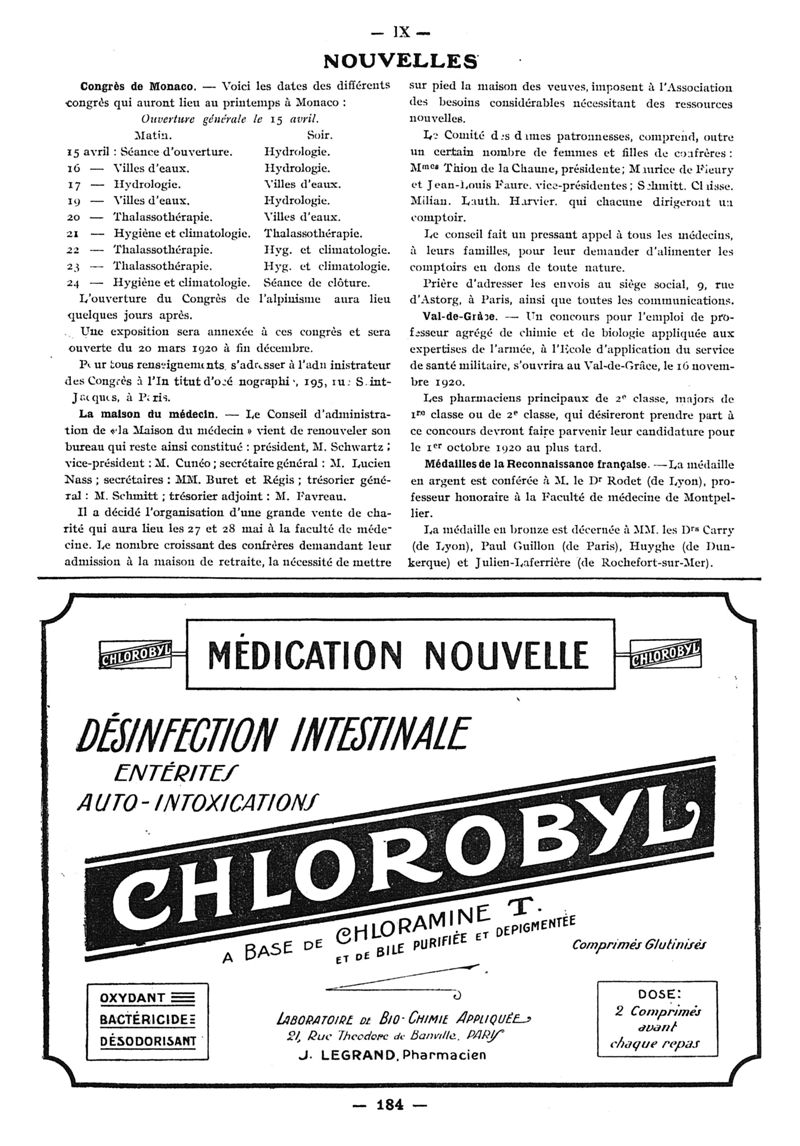 — IX —
NOUVELLES
Congrès de Monaco. — Voici les dates des différents
congrès qui auront lieu au printemps à Monaco :
Ouverture générale le 15 avril.
Matin. Soir.
15 avril : Séance d'ouverture. Hydrologie.
16 — Villes d'eaux. Hydrologie.
17 — Hydrologie. Villes d'eaux.
19 — Villes d'eaux. Hydrologie.
20 — Thalassothérapie. Villes d'eaux.
21 — Hygiène et climatologie. Thalassothérapie.
22 — Thalassothérapie. Hyg. et climatologie.
23 — Thalassothérapie. Hyg. et climatologie.
24 — Hygiène et climatologie. Séance de clôture.
L'ouverture du Congrès de l'alpinisme aura lieu
quelques jours après.
Une exposition sera annexée à ces congrès et sera
ouverte du 20 mars 1920 à fin décembre.
Pour tous renseignements, s'adresser à l'administrateur
des Congrès à l'Institut d'océanographie, 195, rue Saint-
Jacques, à Paris.
La maison du médecin. — Le Conseil d'administra-
tion de « la Maison du médecin » vient de renouveler son
bureau qui reste ainsi constitué : président, M. Schwartz ;
vice-président : M. Cunéo ; secrétaire général : M. Lucien
Nass ; secrétaires : MM. Buret et Régis ; trésorier géné-
ral : M. Schmitt ; trésorier adjoint : M. Favreau.
Il a décidé l'organisation d'une grande vente de cha-
rité qui aura lieu les 27 et 28 mai à la faculté de méde-
cine. Le nombre croissant des confrères demandant leur
admission à la maison de retraite, la nécessité de mettre
sur pied la maison des veuves, imposent à l'Association
des besoins considérables nécessitant des ressources
nouvelles.
Le Comité des dames patronnesses, comprend, outre
un certain nombre de femmes et filles de confrères :
Mmes Thion de la Chaume, présidente ; Maurice de Fleury
et Jean-Louis Faure. vice-présidentes ; Schmitt. Classe.
Milian. Lauth. Harvier. qui chacune dirigeront un
comptoir.
Le conseil fait un pressant appel à tous les médecins,
à leurs familles, pour leur demander d'alimenter les
comptoirs en dons de toute nature.
Prière d'adresser les envois au siège social, 9, rue
d'Astorg, à Paris, ainsi que toutes les communications.
Val-de-Grâce. — Un concours pour l'emploi de pro-
fesseur agrégé de chimie et de biologie appliquée aux
expertises de l'armée, à l'Ecole d'application du service
de santé militaire, s'ouvrira au Val-de-Grâce, le 16 novem-
bre 1920.
Les pharmaciens principaux de 2e classe, majors de
1re classe ou de 2e classe, qui désireront prendre part à
ce concours devront faire parvenir leur candidature pour
le 1er octobre 1920 au plus tard.
Médailles de la Reconnaissance française. — La médaille
en argent est conférée à M. le Dr Rodet (de Lyon), pro-
fesseur honoraire à la Faculté de médecine de Montpel-
lier.
La médaille en bronze est décernée à MM. les Drs Carry
(de Lyon), Paul Guillon (de Paris), Huyghe (de Dun-
kerque) et Julien-Laferrière (de Rochefort-sur-Mer).
CHLOROBYL MÉDICATION NOUVELLE CHLOROBYL
DÉSINFECTION INTESTINALE
ENTÉRITES
AUTO-INTOXICATIONS
CHLOROBYL
A BASE DE CHLORAMINE T.
ET DE BILE PURIFIÉE ET DEPIGMENTÉE
Comprimés Glutinisés
OXYDANT
BACTÉRICIDE
DÉSODORISANT
LABORATOIRE DE BIO-CHIMIE APPLIQUÉE
21, Rue Theodore de Banville, PARIS
J. LEGRAND, Pharmacien
DOSE:
2 Comprimés
avant
chaque repas
— 184 —